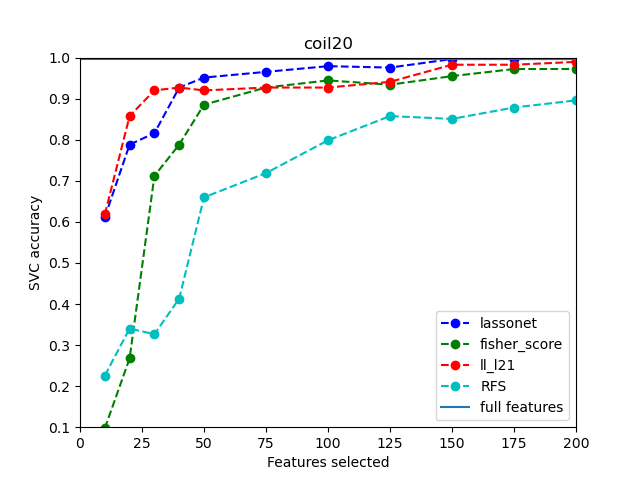 coil20
1.0
0.9
0.8
0.7
0.6
0.5
0.4
0.3
0.2
0.1
SVC accuracy
lassonet
fisher_score
ll_l21
RFS
full features
0 25 50 75 100 125 150 175 200
Features selected